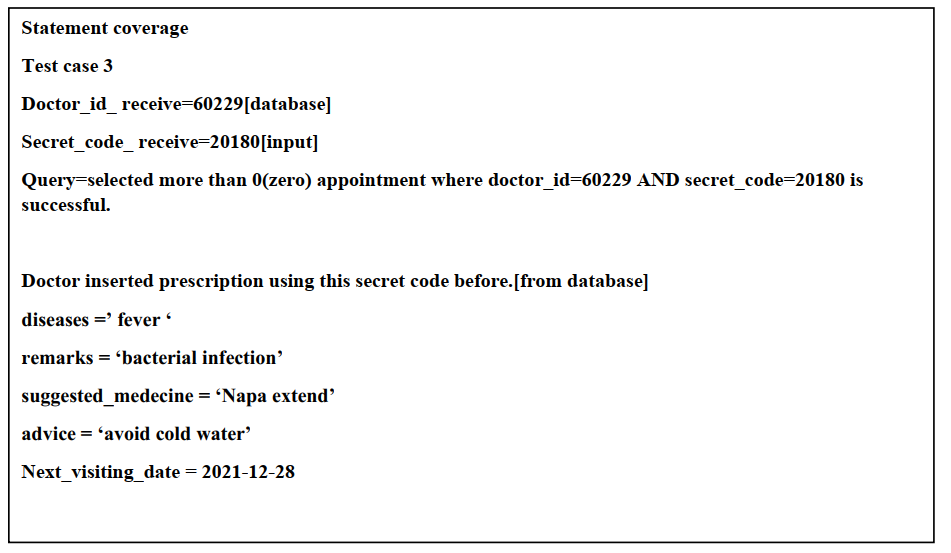 Statement coverage
Test case 3
Doctor_id_ receive=60229[database]
Secret_code_ receive=20180[input]
Query=selected more than 0(zero) appointment where doctor_id=60229 AND secret_code=20180 is
successful.
Doctor inserted prescription using this secret code before.[from database]
diseases =’ fever ‘
remarks = ‘bacterial infection’
suggested_medecine = ‘Napa extend’
advice = ‘avoid cold water’
Next_visiting_date = 2021-12-28